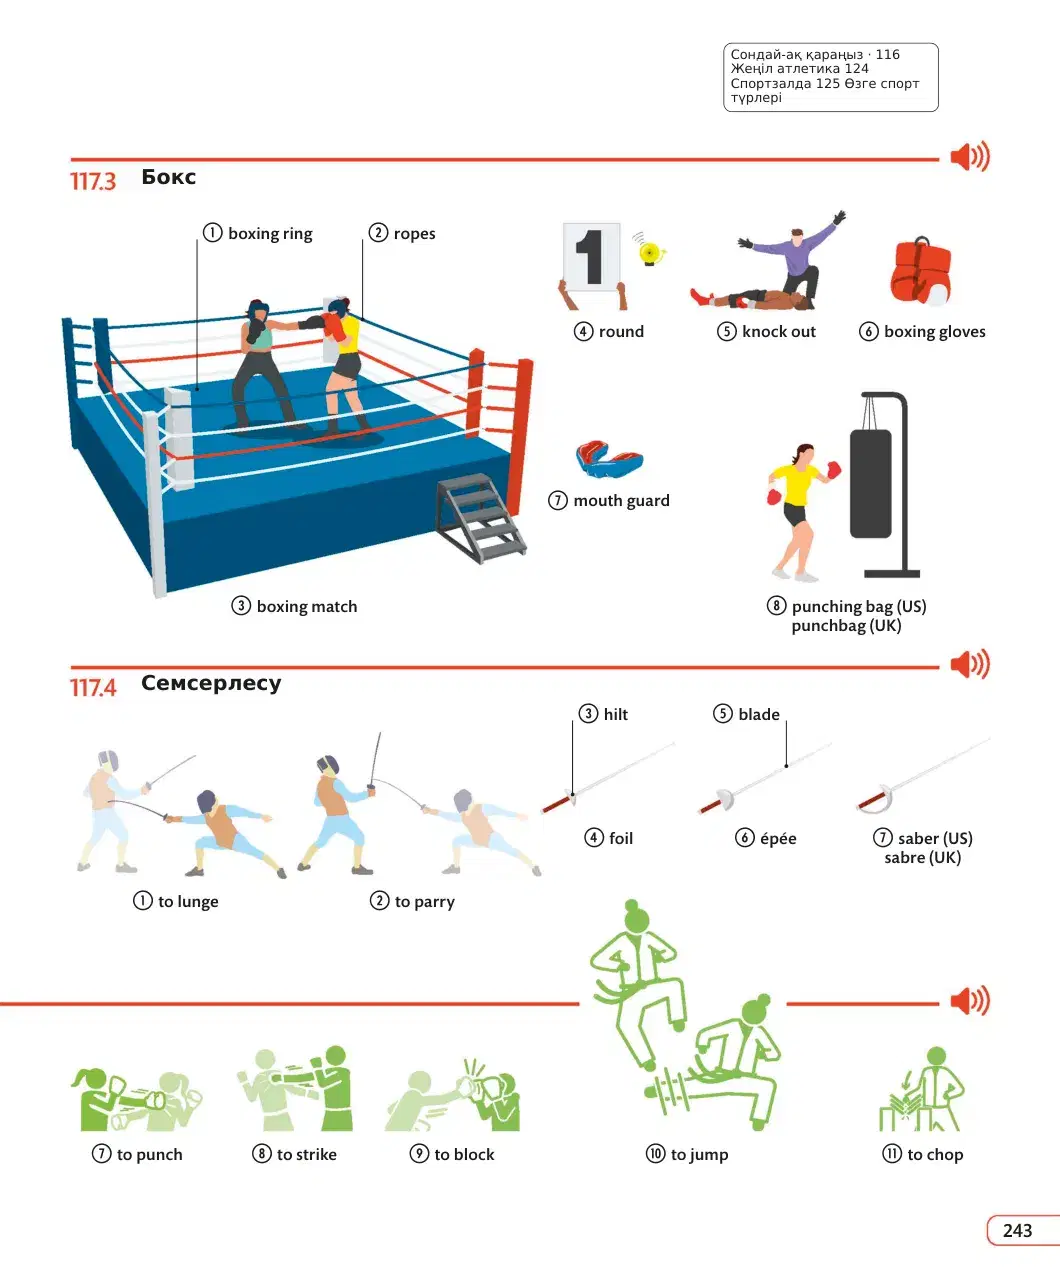 Сондай-ақ қараңыз · 116
Жеңіл атлетика 124
Спортзалда 125 Өзге спорт
түрлері
117.3 Бокс
1 boxing ring
2 ropes
3 boxing match
1
4 round
5 knock out
6 boxing gloves
7 mouth guard
8 punching bag (US)
punchbag (UK)
117.4 Семсерлесу
1 to lunge
2 to parry
3 hilt
4 foil
5 blade
6 épée
7 saber (US)
sabre (UK)
7 to punch
8 to strike
9 to block
10 to jump
11 to chop
243